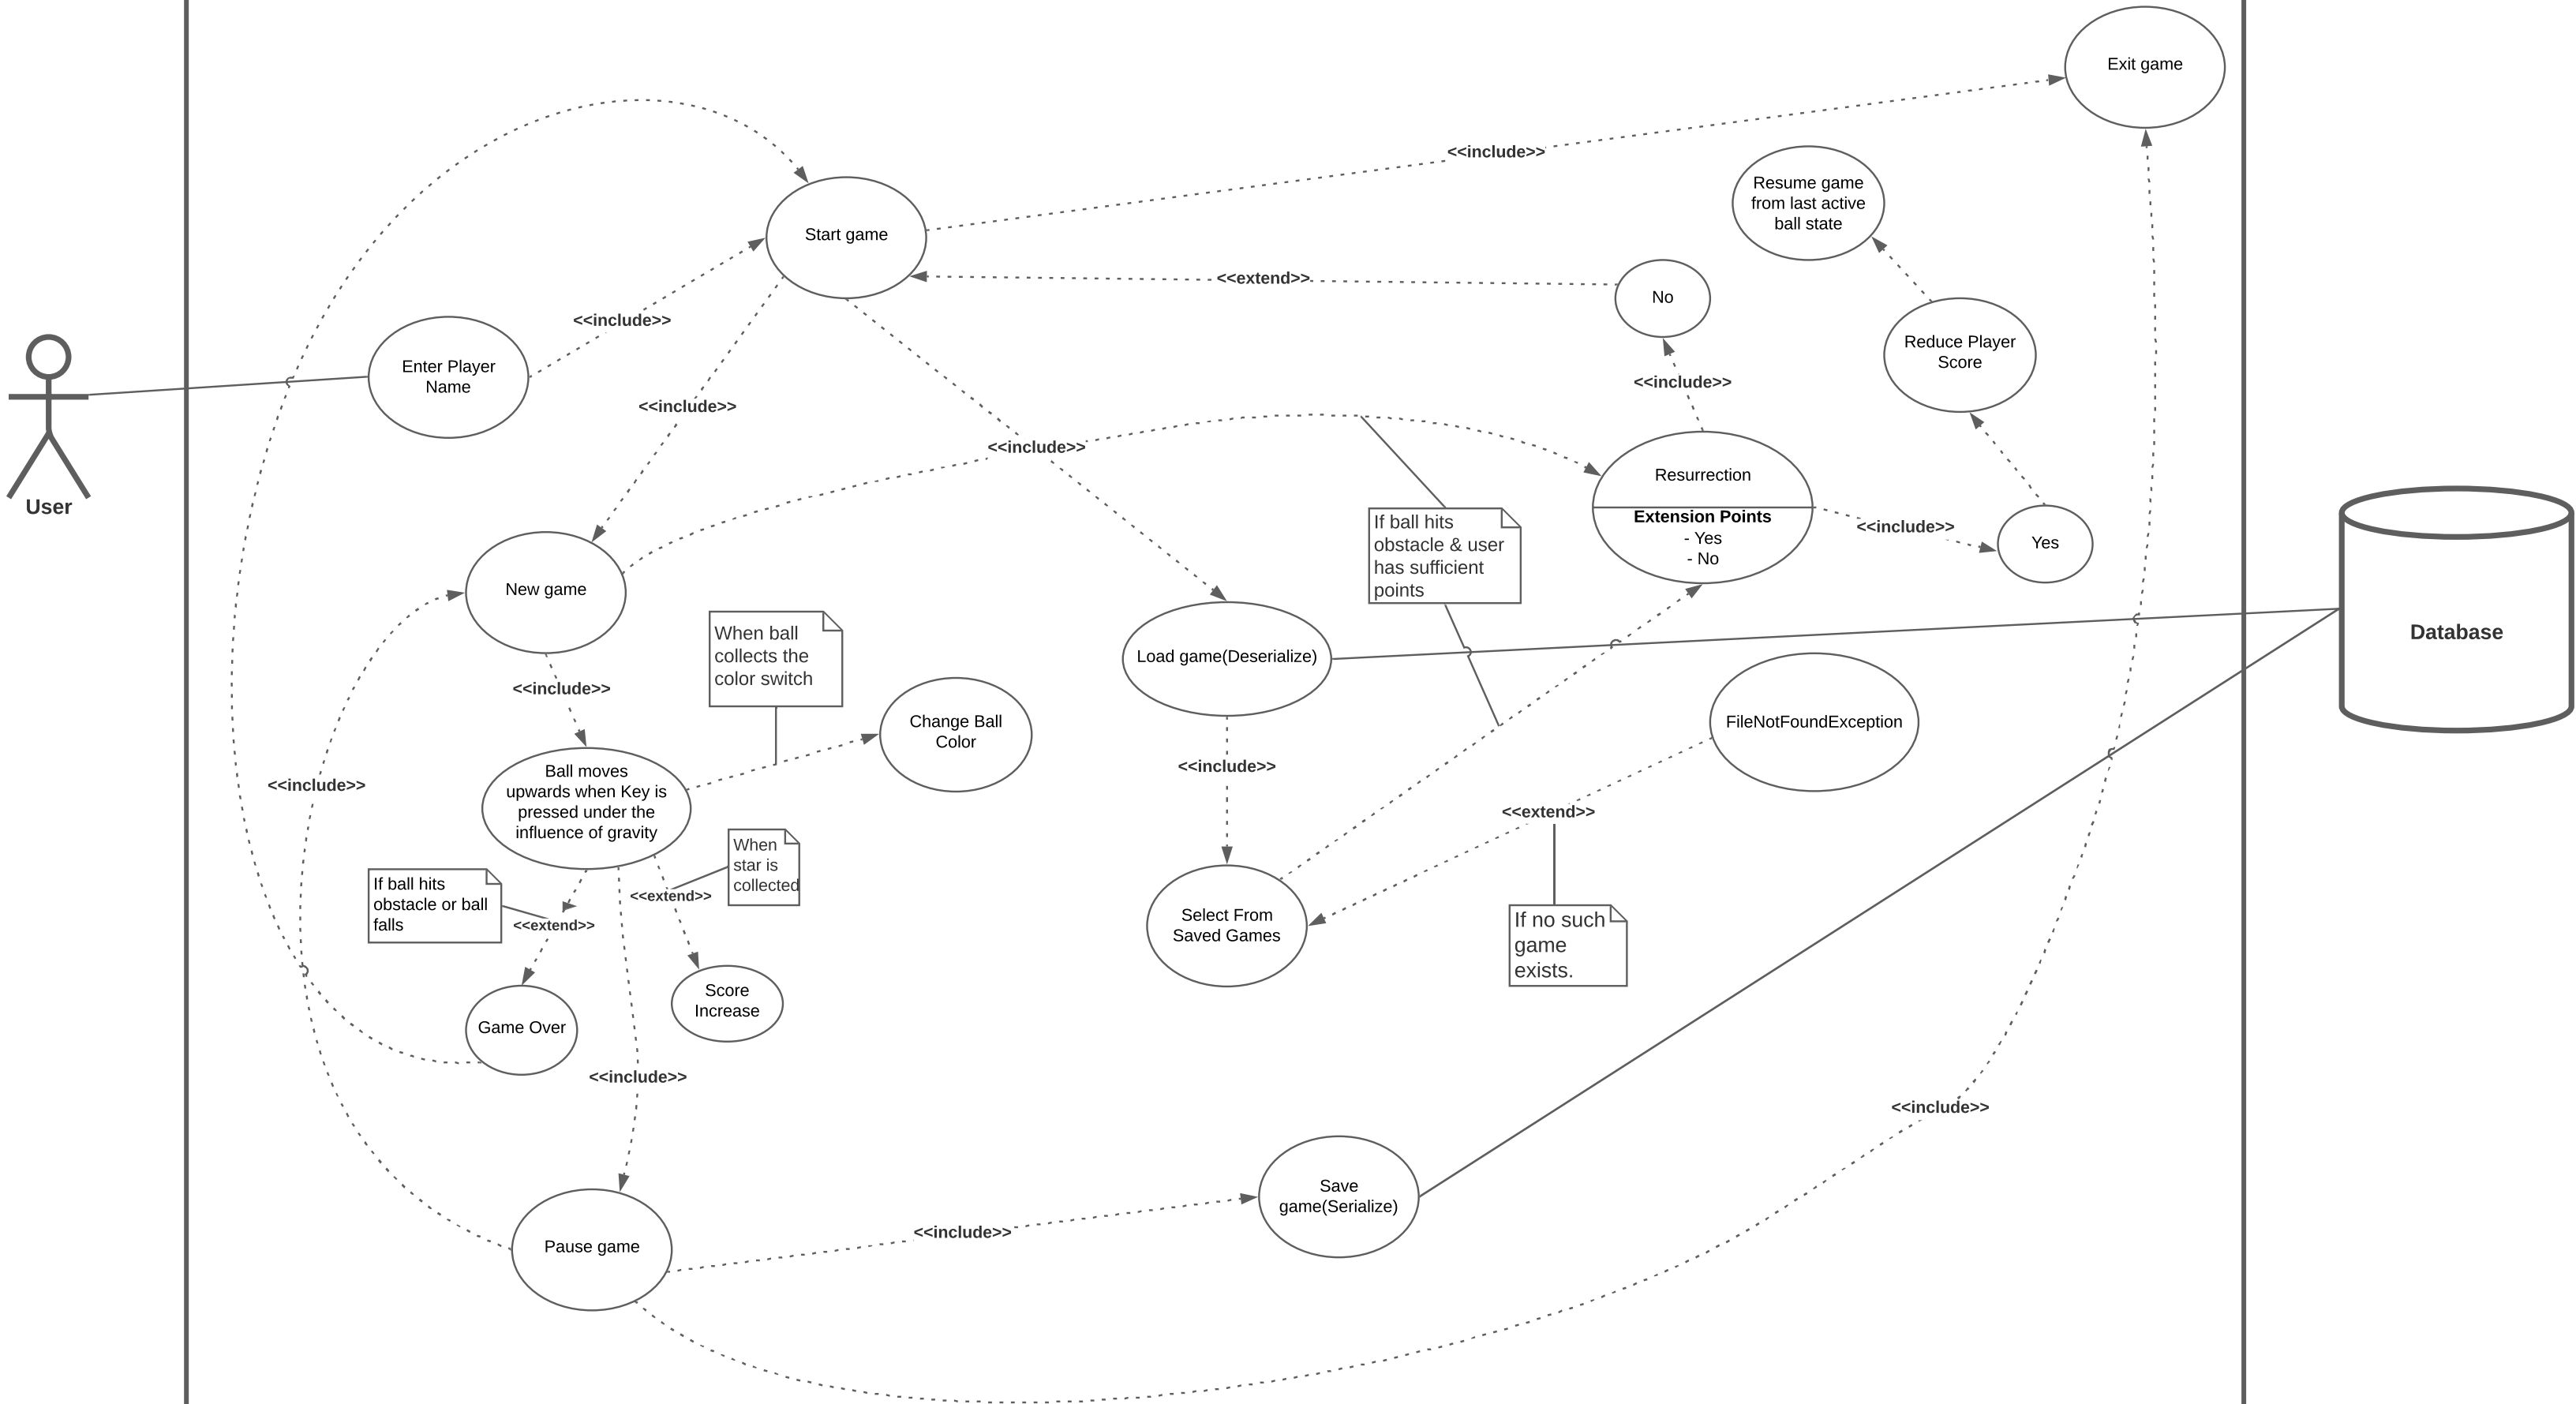 Exit game
<<include>>
Resume game
from last active
ball state
Start game
<<extend>>
No
<<include>>
Enter Player
Name
Reduce Player
Score
<<include>>
<<include>>
<<include>>
User
Resurrection
Extension Points
- Yes
- No
<<include>>
Yes
If ball hits
obstacle & user
has sufficient
points
New game
When ball
collects the
color switch
Load game(Deserialize)
Database
<<include>>
Change Ball
Color
FileNotFoundException
<<include>>
<<include>>
Ball moves
upwards when Key is
pressed under the
influence of gravity
<<extend>>
When
star is
collected
<<extend>>
If ball hits
obstacle or ball
falls
<<extend>>
Select From
Saved Games
If no such
game
exists.
Score
Increase
Game Over
<<include>>
<<include>>
Save
game(Serialize)
<<include>>
Pause game